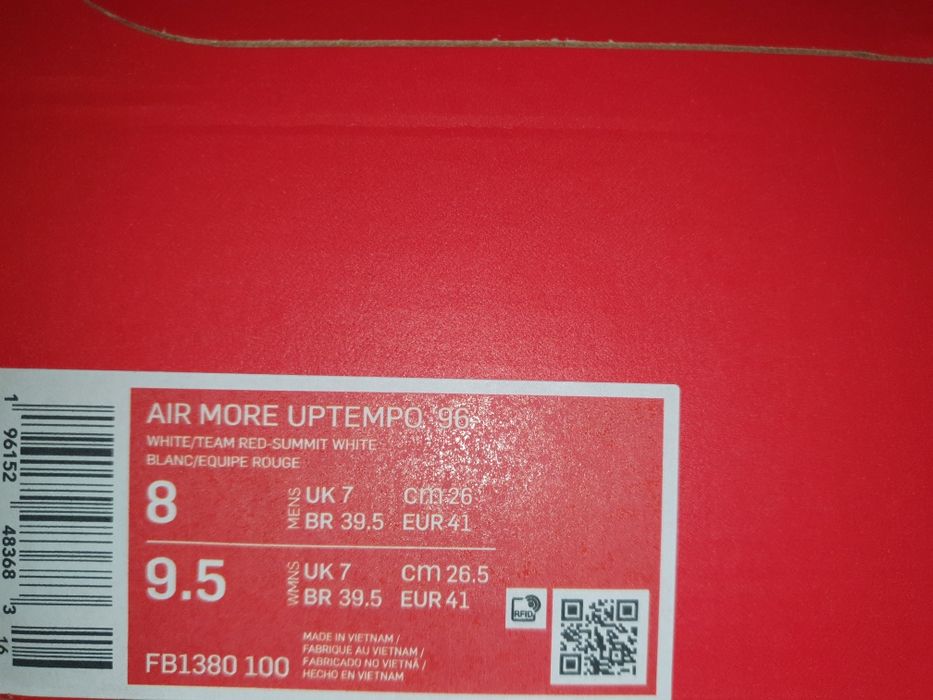 AIR MORE UPTEMPO '96
WHITE/TEAM RED-SUMMIT WHITE
BLANC/EQUIPE ROUGE
8 MENS UK 7 cm 26
BR 39.5 EUR 41
9.5 WMNS UK 7 cm 26.5
BR 39.5 EUR 41
FB1380 100
MADE IN VIETNAM /
FABRIQUE AU VIETNAM /
FABRICADO NO VIETNÃ /
HECHO EN VIETNAM
RFID
1 96152 48368 3 16